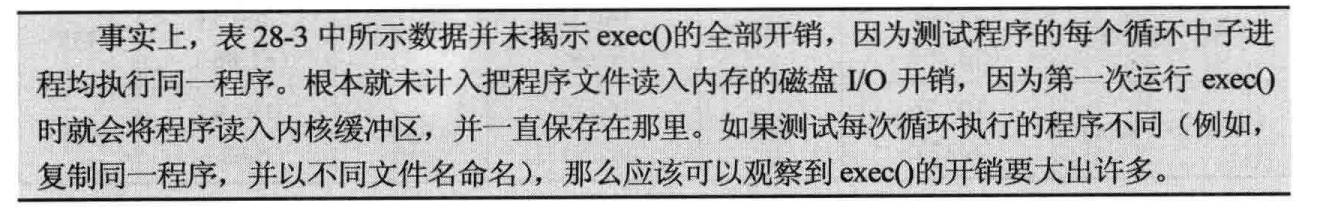 事实上，表 28-3 中所示数据并未揭示 exec()的全部开销，因为测试程序的每个循环中子进
程均执行同一程序。根本就未计入把程序文件读入内存的磁盘 I/O 开销，因为第一次运行 exec()
时就会将程序读入内核缓冲区，并一直保存在那里。如果测试每次循环执行的程序不同（例如，
复制同一程序，并以不同文件名命名），那么应该可以观察到 exec()的开销要大出许多。